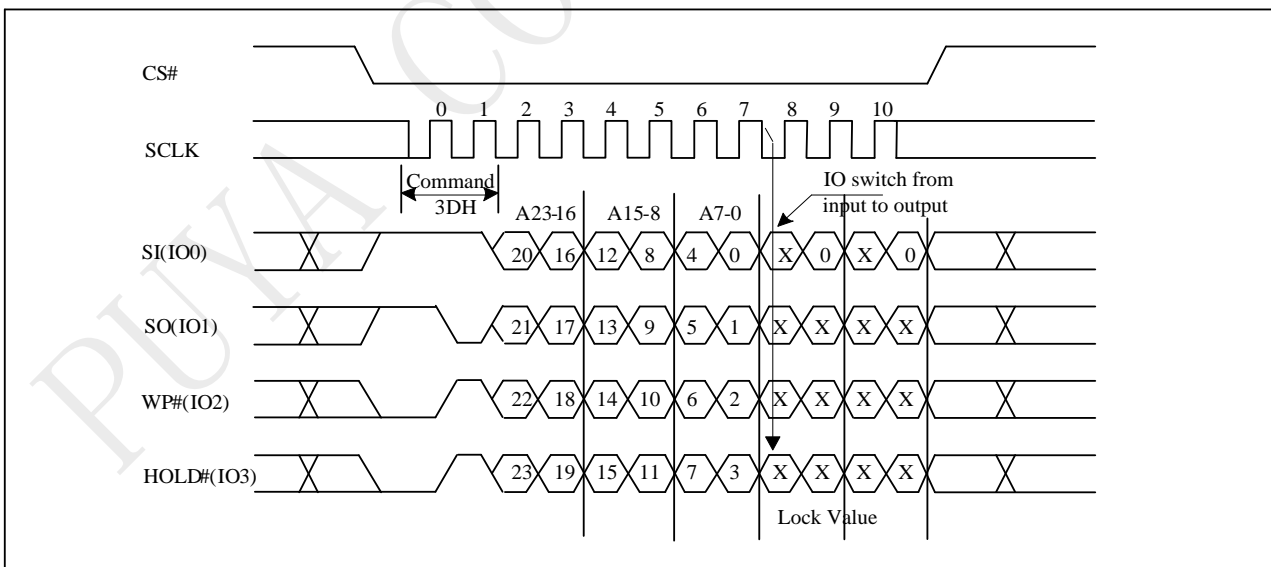 PUYA CO
CS#
0 1 2 3 4 5 6 7 8 9 10
SCLK
Command
3DH
IO switch from
input to output
A23-16 A15-8 A7-0
SI(IO0) 20 16 12 8 4 0 X 0 X 0
SO(IO1) 21 17 13 9 5 1 X X X X
WP#(IO2) 22 18 14 10 6 2 X X X X
HOLD#(IO3) 23 19 15 11 7 3 X X X X
Lock Value